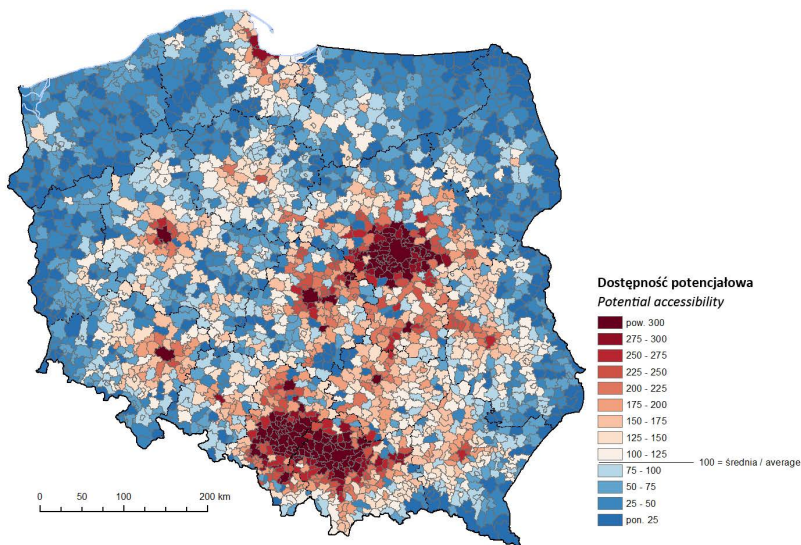 Dostępność potencjałowa
Potential accessibility
pow. 300
275 - 300
250 - 275
225 - 250
200 - 225
175 - 200
150 - 175
125 - 150
100 - 125
100 = średnia / average
75 - 100
50 - 75
25 - 50
pon. 25
0 50 100 200 km